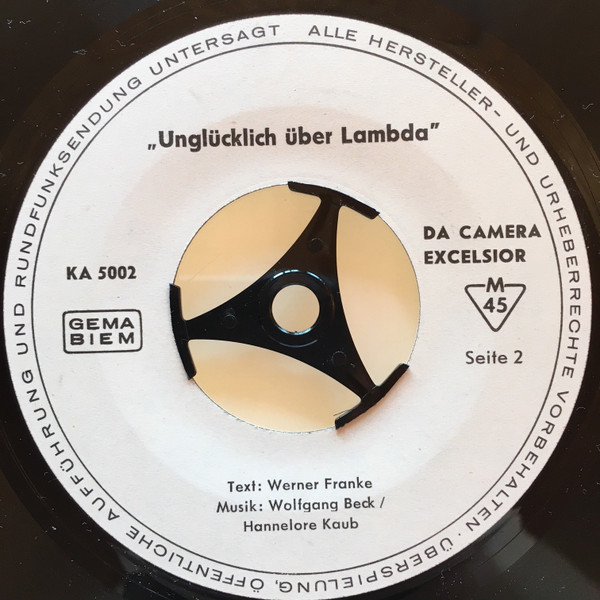 ALLE HERSTELLER- UND URHEBERRECHTE VORBEHALTEN · ÜBERSPIELUNG, ÖFFENTLICHE AUFFÜHRUNG UND RUNDFUNKSENDUNG UNTERSAGT
„Unglücklich über Lambda”
DA CAMERA
EXCELSIOR
KA 5002
M
45
GEMA
BIEM
Seite 2
Text: Werner Franke
Musik: Wolfgang Beck /
Hannelore Kaub